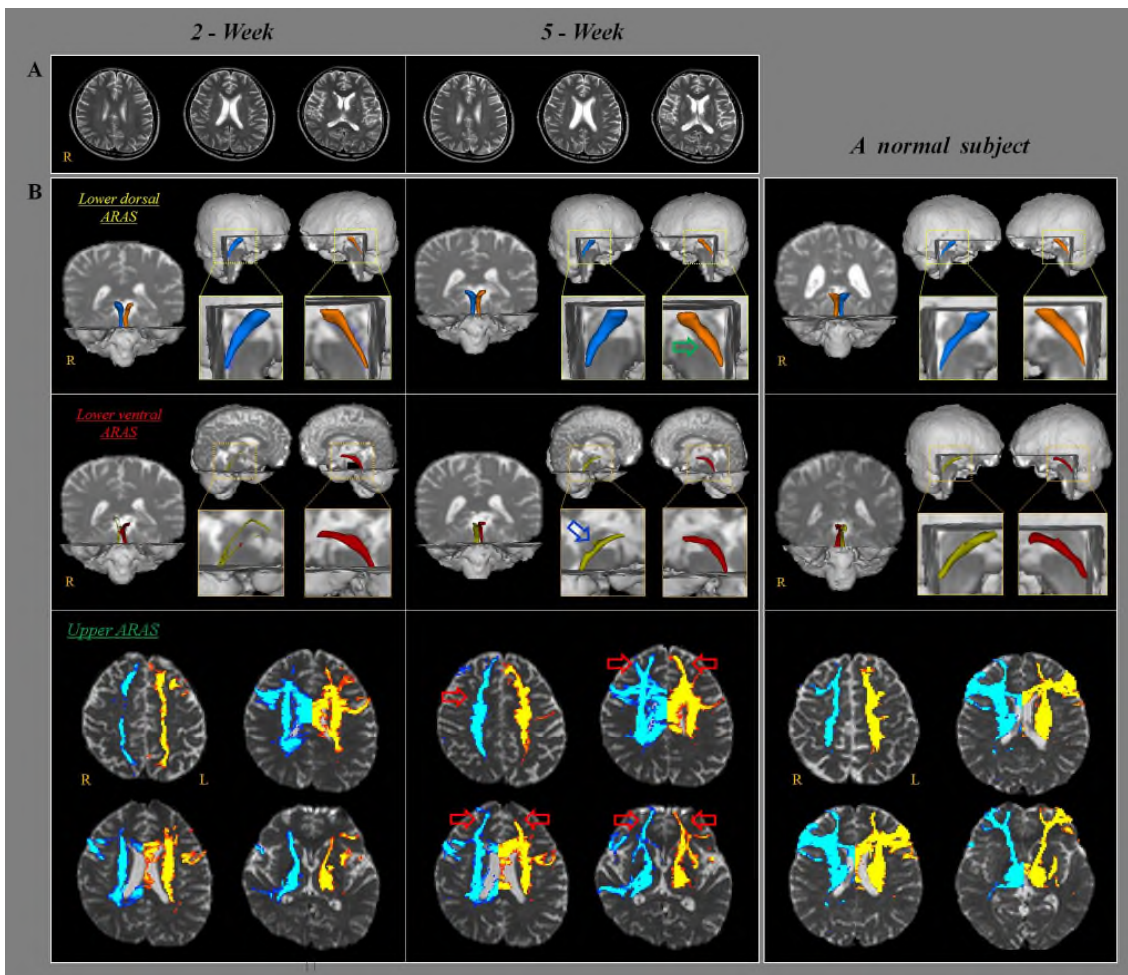 2 - Week
5 - Week
A
R
A normal subject
B
Lower dorsal
ARAS
R
R
Lower ventral
ARAS
R
R
Upper ARAS
R
L
R
L